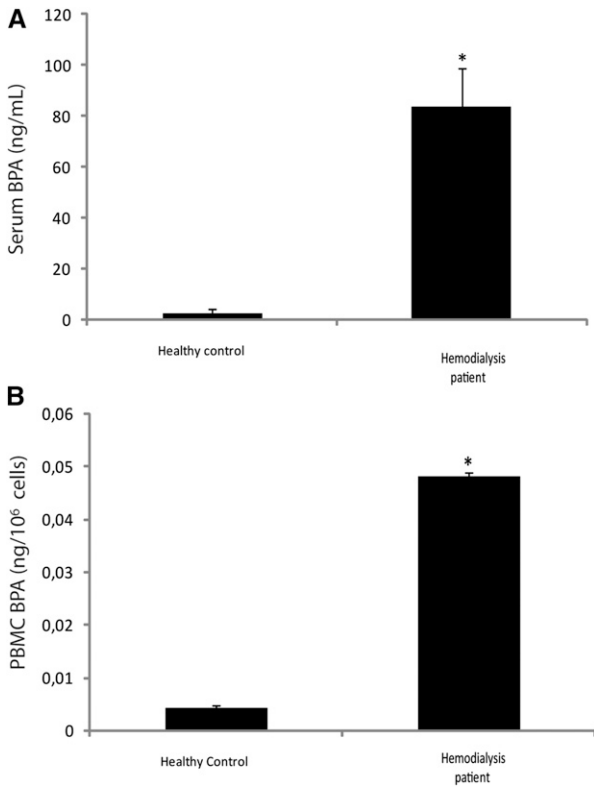 A
120
100
80
60
40
20
0
Serum BPA (ng/mL)
*
Healthy control
Hemodialysis
patient
B
0,06
0,05
0,04
0,03
0,02
0,01
0
PBMC BPA (ng/10⁶ cells)
*
Healthy Control
Hemodialysis
patient